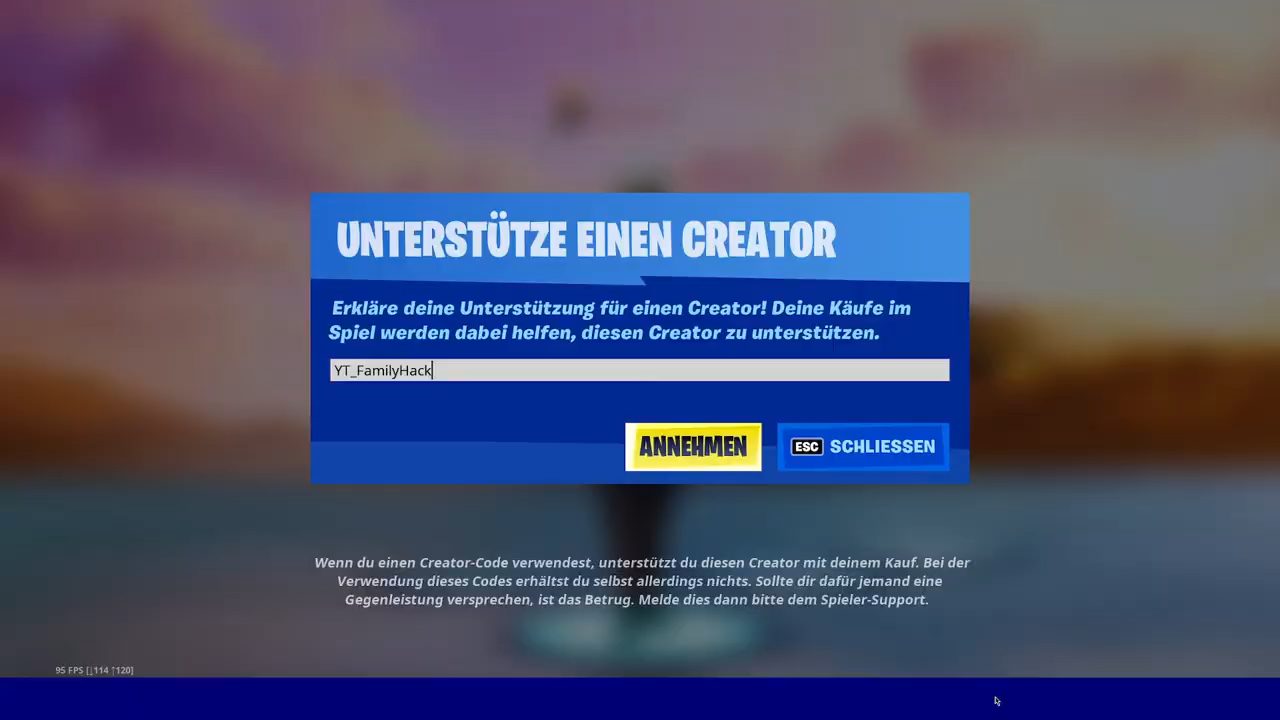 UNTERSTÜTZE EINEN CREATOR
Erkläre deine Unterstützung für einen Creator! Deine Käufe im
Spiel werden dabei helfen, diesen Creator zu unterstützen.
YT_FamilyHack
ANNEHMEN
ESC SCHLIESSEN
Wenn du einen Creator-Code verwendest, unterstützt du diesen Creator mit deinem Kauf. Bei der
Verwendung dieses Codes erhältst du selbst allerdings nichts. Sollte dir dafür jemand eine
Gegenleistung versprechen, ist das Betrug. Melde dies dann bitte dem Spieler-Support.
95 FPS [↓114 ↑120]